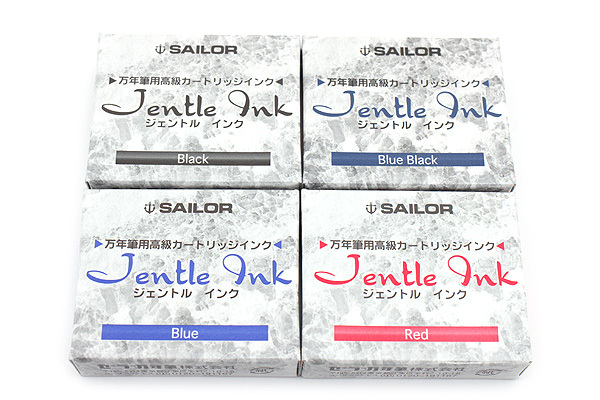 SAILOR
▶万年筆用高級カートリッジインク◀
Jentle Ink
ジェントル インク
Black
SAILOR
▶万年筆用高級カートリッジインク◀
Jentle Ink
ジェントル インク
Blue Black
SAILOR
▶万年筆用高級カートリッジインク◀
Jentle Ink
ジェントル インク
Blue
SAILOR
▶万年筆用高級カートリッジインク◀
Jentle Ink
ジェントル インク
Red